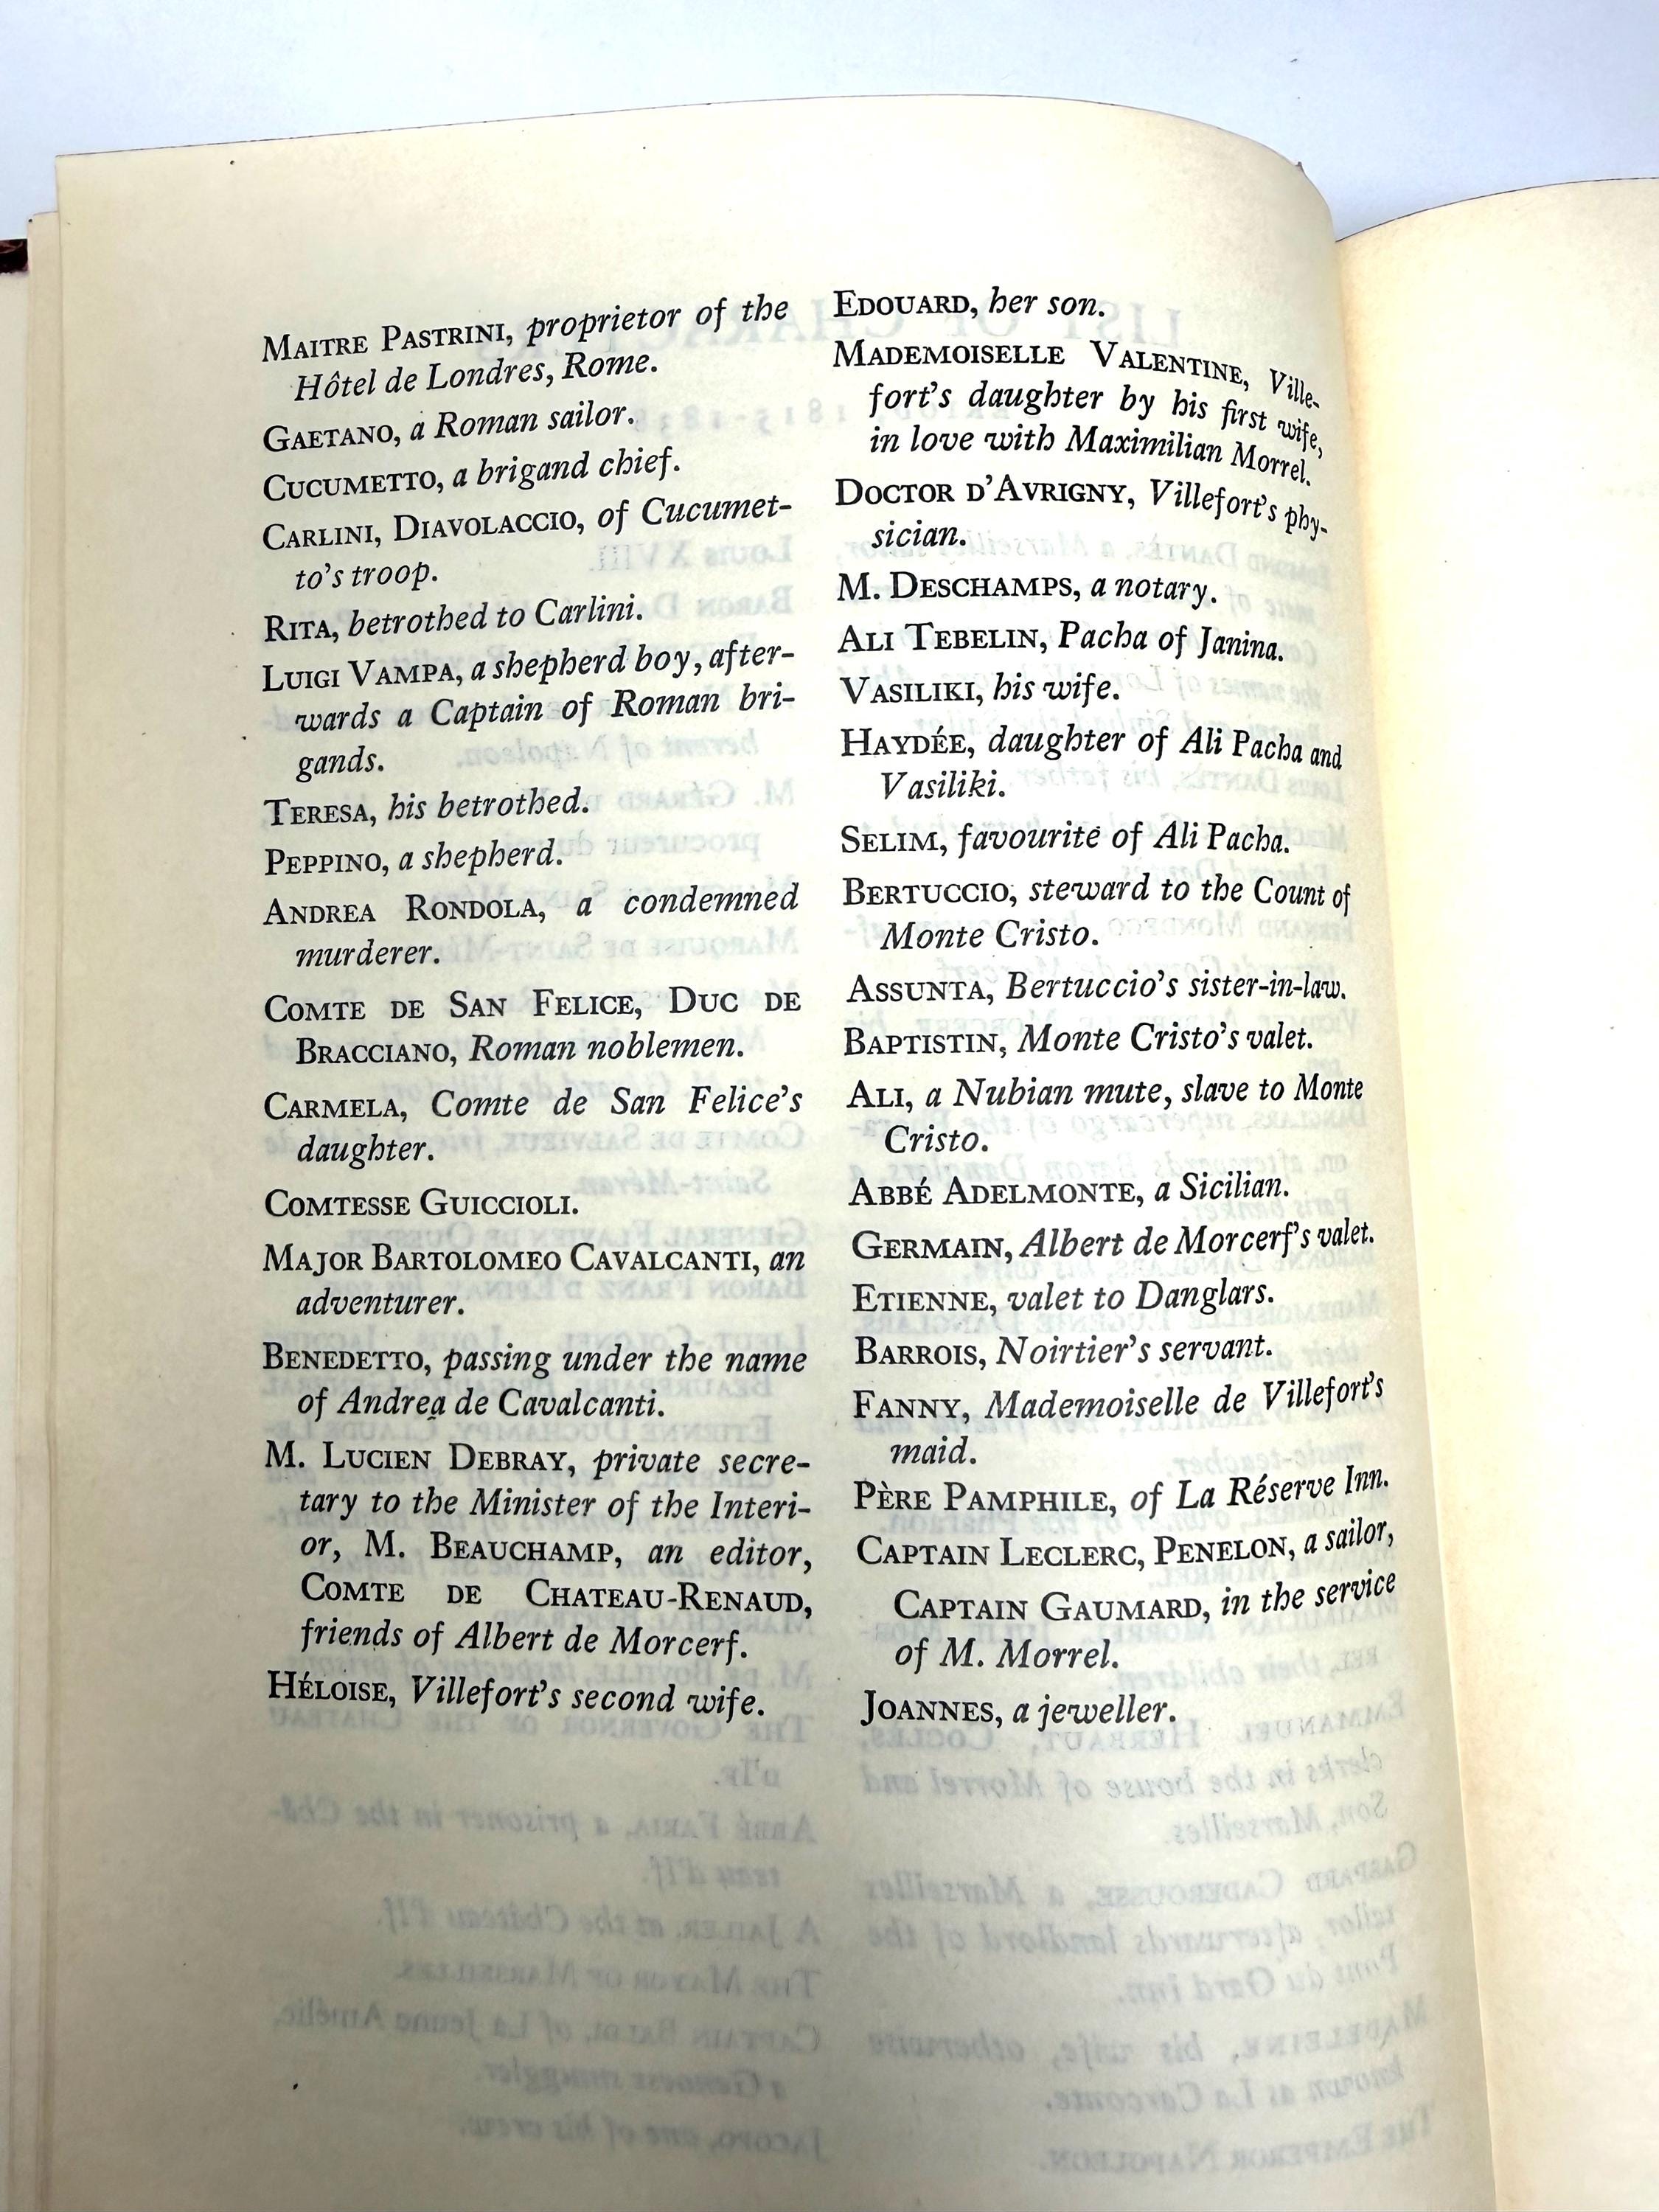 MAITRE PASTRINI, proprietor of the
Hôtel de Londres, Rome.
GAETANO, a Roman sailor.
CUCUMETTO, a brigand chief.
CARLINI, DIAVOLACCIO, of Cucumet-
to's troop.
RITA, betrothed to Carlini.
LUIGI VAMPA, a shepherd boy, after-
wards a Captain of Roman bri-
gands.
TERESA, his betrothed.
PEPPINO, a shepherd.
ANDREA RONDOLA, a condemned
murderer.
COMTE DE SAN FELICE, DUC DE
BRACCIANO, Roman noblemen.
CARMELA, Comte de San Felice's
daughter.
COMTESSE GUICCIOLI.
MAJOR BARTOLOMEO CAVALCANTI, an
adventurer.
BENEDETTO, passing under the name
of Andrea de Cavalcanti.
M. LUCIEN DEBRAY, private secre-
tary to the Minister of the Interi-
or, M. BEAUCHAMP, an editor,
COMTE DE CHATEAU-RENAUD,
friends of Albert de Morcerf.
HÉLOISE, Villefort's second wife.
EDOUARD, her son.
MADEMOISELLE VALENTINE, Ville-
fort's daughter by his first wife,
in love with Maximilian Morrel.
DOCTOR D'AVRIGNY, Villefort's phy-
sician.
M. DESCHAMPS, a notary.
ALI TEBELIN, Pacha of Janina.
VASILIKI, his wife.
HAYDÉE, daughter of Ali Pacha and
Vasiliki.
SELIM, favourite of Ali Pacha.
BERTUCCIO, steward to the Count of
Monte Cristo.
ASSUNTA, Bertuccio's sister-in-law.
BAPTISTIN, Monte Cristo's valet.
ALI, a Nubian mute, slave to Monte
Cristo.
ABBÉ ADELMONTE, a Sicilian.
GERMAIN, Albert de Morcerf's valet.
ETIENNE, valet to Danglars.
BARROIS, Noirtier's servant.
FANNY, Mademoiselle de Villefort's
maid.
PÈRE PAMPHILE, of La Réserve Inn.
CAPTAIN LECLERC, PENELON, a sailor,
CAPTAIN GAUMARD, in the service
of M. Morrel.
JOANNES, a jeweller.